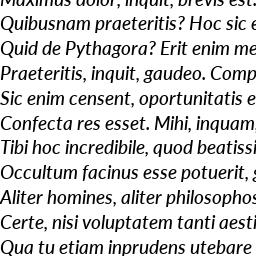 Maximus dolor, inquit, brevis est.
Quibusnam praeteritis? Hoc sic e
Quid de Pythagora? Erit enim me
Praeteritis, inquit, gaudeo. Comp
Sic enim censent, oportunitatis e
Confecta res esset. Mihi, inquam,
Tibi hoc incredibile, quod beatissi
Occultum facinus esse potuerit, g
Aliter homines, aliter philosophos
Certe, nisi voluptatem tanti aesti
Qua tu etiam inprudens utebare